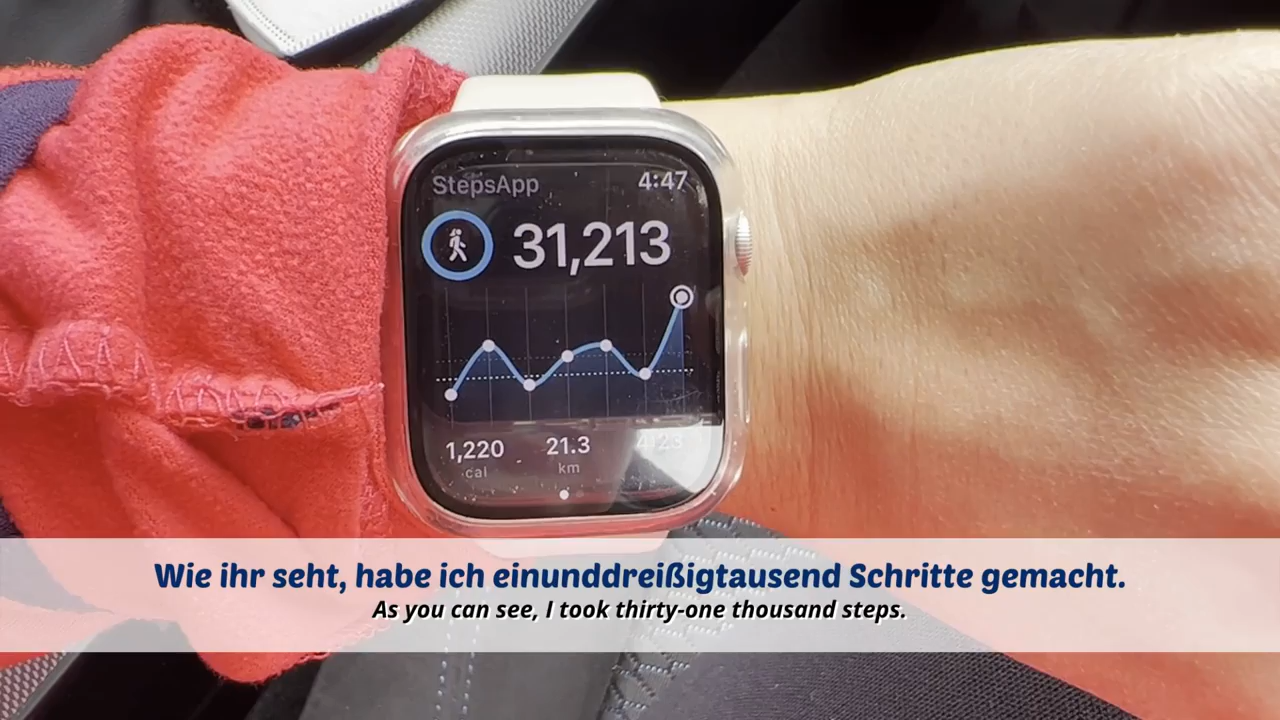 StepsApp 4:47
31,213
1,220 21.3
cal km
Wie ihr seht, habe ich einunddreißigtausend Schritte gemacht.
As you can see, I took thirty-one thousand steps.